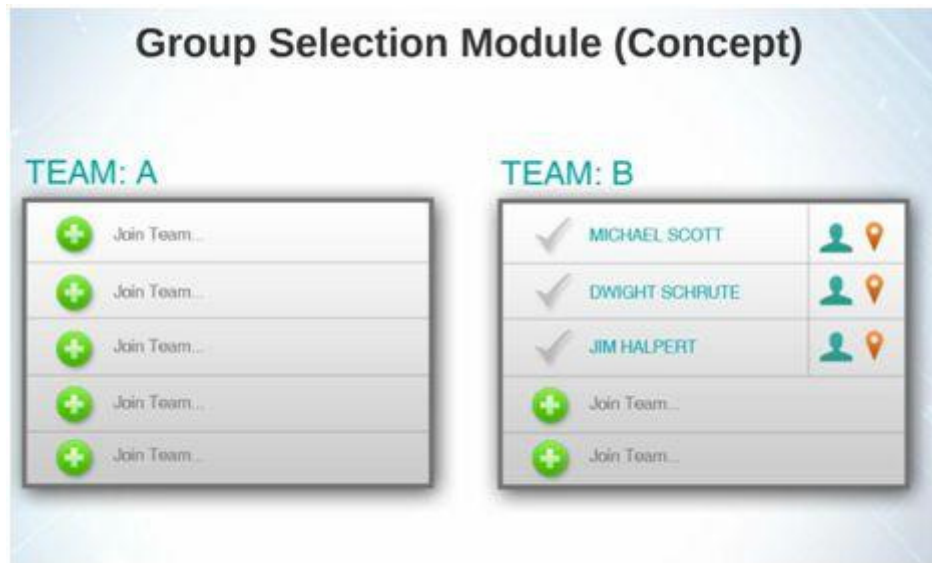 Group Selection Module (Concept)
TEAM: A
Join Team...
Join Team...
Join Team...
Join Team...
Join Team...
TEAM: B
MICHAEL SCOTT
DWIGHT SCHRUTE
JIM HALPERT
Join Team...
Join Team...